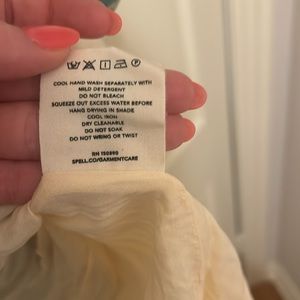 COOL HAND WASH SEPARATELY WITH
MILD DETERGENT
DO NOT BLEACH
SQUEEZE OUT EXCESS WATER BEFORE
HANG DRYING IN SHADE
COOL IRON
DRY CLEANABLE
DO NOT SOAK
DO NOT WRING OR TWIST
RN 150890
SPELL.CO/GARMENTCARE